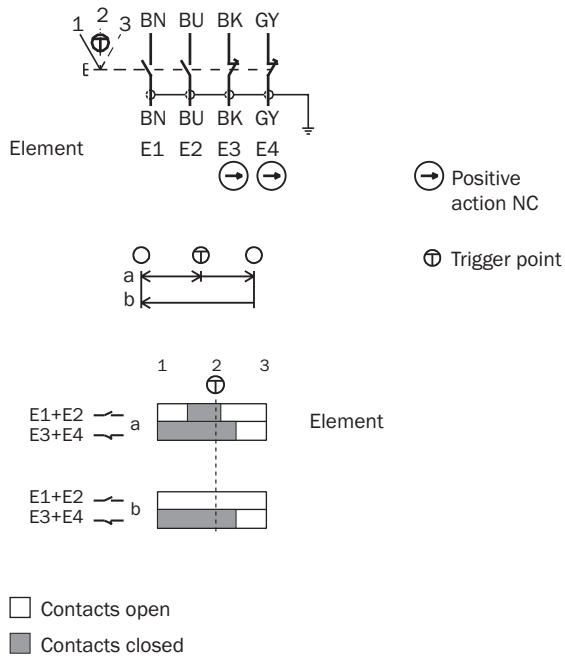 1 2 3 BN BU BK GY
E
BN BU BK GY
Element E1 E2 E3 E4
Positive
action NC
T Trigger point
T
a
b
1 2 3
T
E1+E2 a Element
E3+E4
E1+E2 b
E3+E4
Contacts open
Contacts closed